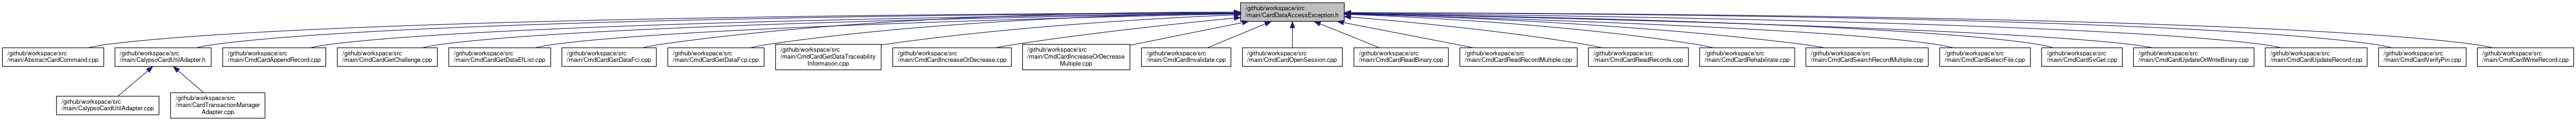 /github/workspace/src
/main/CardDataAccessException.h
/github/workspace/src
/main/AbstractCardCommand.cpp
/github/workspace/src
/main/CalypsoCardUtilAdapter.h
/github/workspace/src
/main/CmdCardAppendRecord.cpp
/github/workspace/src
/main/CmdCardGetChallenge.cpp
/github/workspace/src
/main/CmdCardGetDataEfList.cpp
/github/workspace/src
/main/CmdCardGetDataFci.cpp
/github/workspace/src
/main/CmdCardGetDataFcp.cpp
/github/workspace/src
/main/CmdCardGetDataTraceability
Information.cpp
/github/workspace/src
/main/CmdCardIncreaseOrDecrease.cpp
/github/workspace/src
/main/CmdCardIncreaseOrDecrease
Multiple.cpp
/github/workspace/src
/main/CmdCardInvalidate.cpp
/github/workspace/src
/main/CmdCardOpenSession.cpp
/github/workspace/src
/main/CmdCardReadBinary.cpp
/github/workspace/src
/main/CmdCardReadRecordMultiple.cpp
/github/workspace/src
/main/CmdCardReadRecords.cpp
/github/workspace/src
/main/CmdCardRehabilitate.cpp
/github/workspace/src
/main/CmdCardSearchRecordMultiple.cpp
/github/workspace/src
/main/CmdCardSelectFile.cpp
/github/workspace/src
/main/CmdCardSvGet.cpp
/github/workspace/src
/main/CmdCardUpdateOrWriteBinary.cpp
/github/workspace/src
/main/CmdCardUpdateRecord.cpp
/github/workspace/src
/main/CmdCardVerifyPin.cpp
/github/workspace/src
/main/CmdCardWriteRecord.cpp
/github/workspace/src
/main/CalypsoCardUtilAdapter.cpp
/github/workspace/src
/main/CardTransactionManager
Adapter.cpp